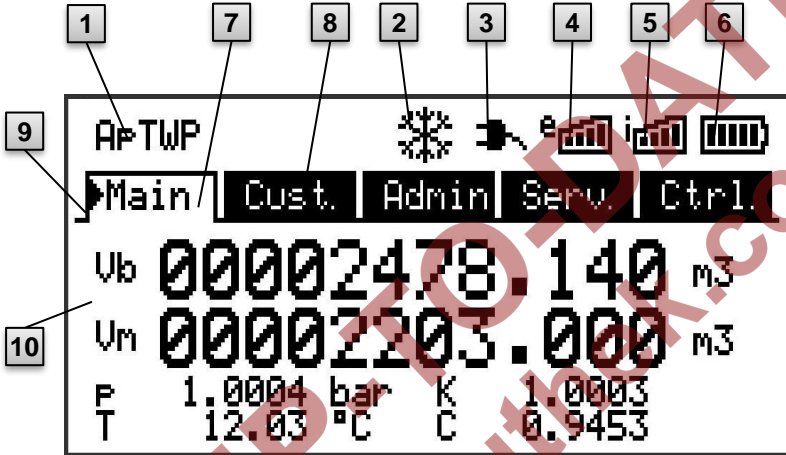 1 7 8 2 3 4 5 6
9 ApTWP e i
Main Cust. Admin Serv. Ctrl.
Vb 00002478.140 m3
10 Vm 00002203.000 m3
p 1.0004 bar K 1.0003
T 12.03 °C C 0.9453